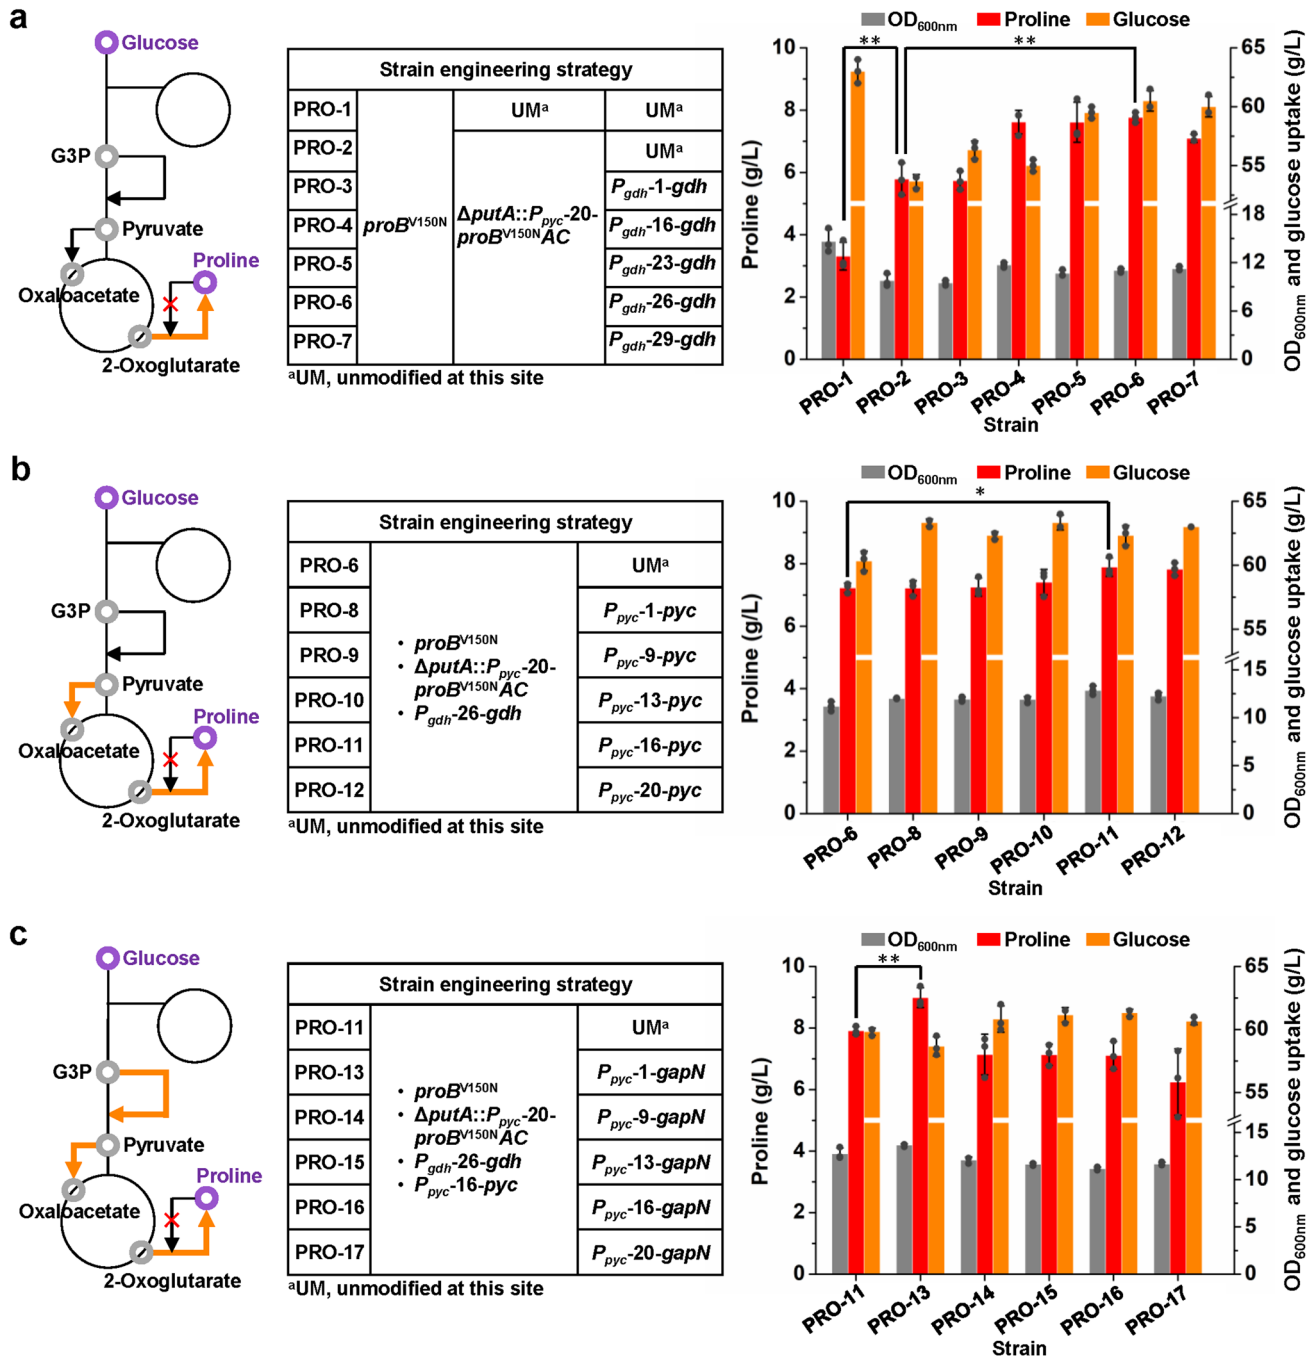 a
Glucose
G3P
Pyruvate
Proline
Oxaloacetate
2-Oxoglutarate
Strain engineering strategy
PRO-1
PRO-2
PRO-3
PRO-4
PRO-5
PRO-6
PRO-7
proBV150N
UMa
ΔputA::Ppyc-20-
proBV150NAC
UMa
UMa
Pgdh-1-gdh
Pgdh-16-gdh
Pgdh-23-gdh
Pgdh-26-gdh
Pgdh-29-gdh
aUM, unmodified at this site
OD600nm Proline Glucose
** **
Proline (g/L)
10
8
6
4
2
0
65
60
55
18
12
6
0
OD600nm and glucose uptake (g/L)
PRO-1 PRO-2 PRO-3 PRO-4 PRO-5 PRO-6 PRO-7
Strain
b
Glucose
G3P
Pyruvate
Proline
Oxaloacetate
2-Oxoglutarate
Strain engineering strategy
PRO-6
PRO-8
PRO-9
PRO-10
PRO-11
PRO-12
• proBV150N
• ΔputA::Ppyc-20-
proBV150NAC
• Pgdh-26-gdh
UMa
Ppyc-1-pyc
Ppyc-9-pyc
Ppyc-13-pyc
Ppyc-16-pyc
Ppyc-20-pyc
aUM, unmodified at this site
OD600nm Proline Glucose
*
Proline (g/L)
10
8
6
4
2
0
65
60
55
15
10
5
0
OD600nm and glucose uptake (g/L)
PRO-6 PRO-8 PRO-9 PRO-10 PRO-11 PRO-12
Strain
c
Glucose
G3P
Pyruvate
Proline
Oxaloacetate
2-Oxoglutarate
Strain engineering strategy
PRO-11
PRO-13
PRO-14
PRO-15
PRO-16
PRO-17
• proBV150N
• ΔputA::Ppyc-20-
proBV150NAC
• Pgdh-26-gdh
• Ppyc-16-pyc
UMa
Ppyc-1-gapN
Ppyc-9-gapN
Ppyc-13-gapN
Ppyc-16-gapN
Ppyc-20-gapN
aUM, unmodified at this site
OD600nm Proline Glucose
**
Proline (g/L)
10
8
6
4
2
0
65
60
55
15
10
5
0
OD600nm and glucose uptake (g/L)
PRO-11 PRO-13 PRO-14 PRO-15 PRO-16 PRO-17
Strain